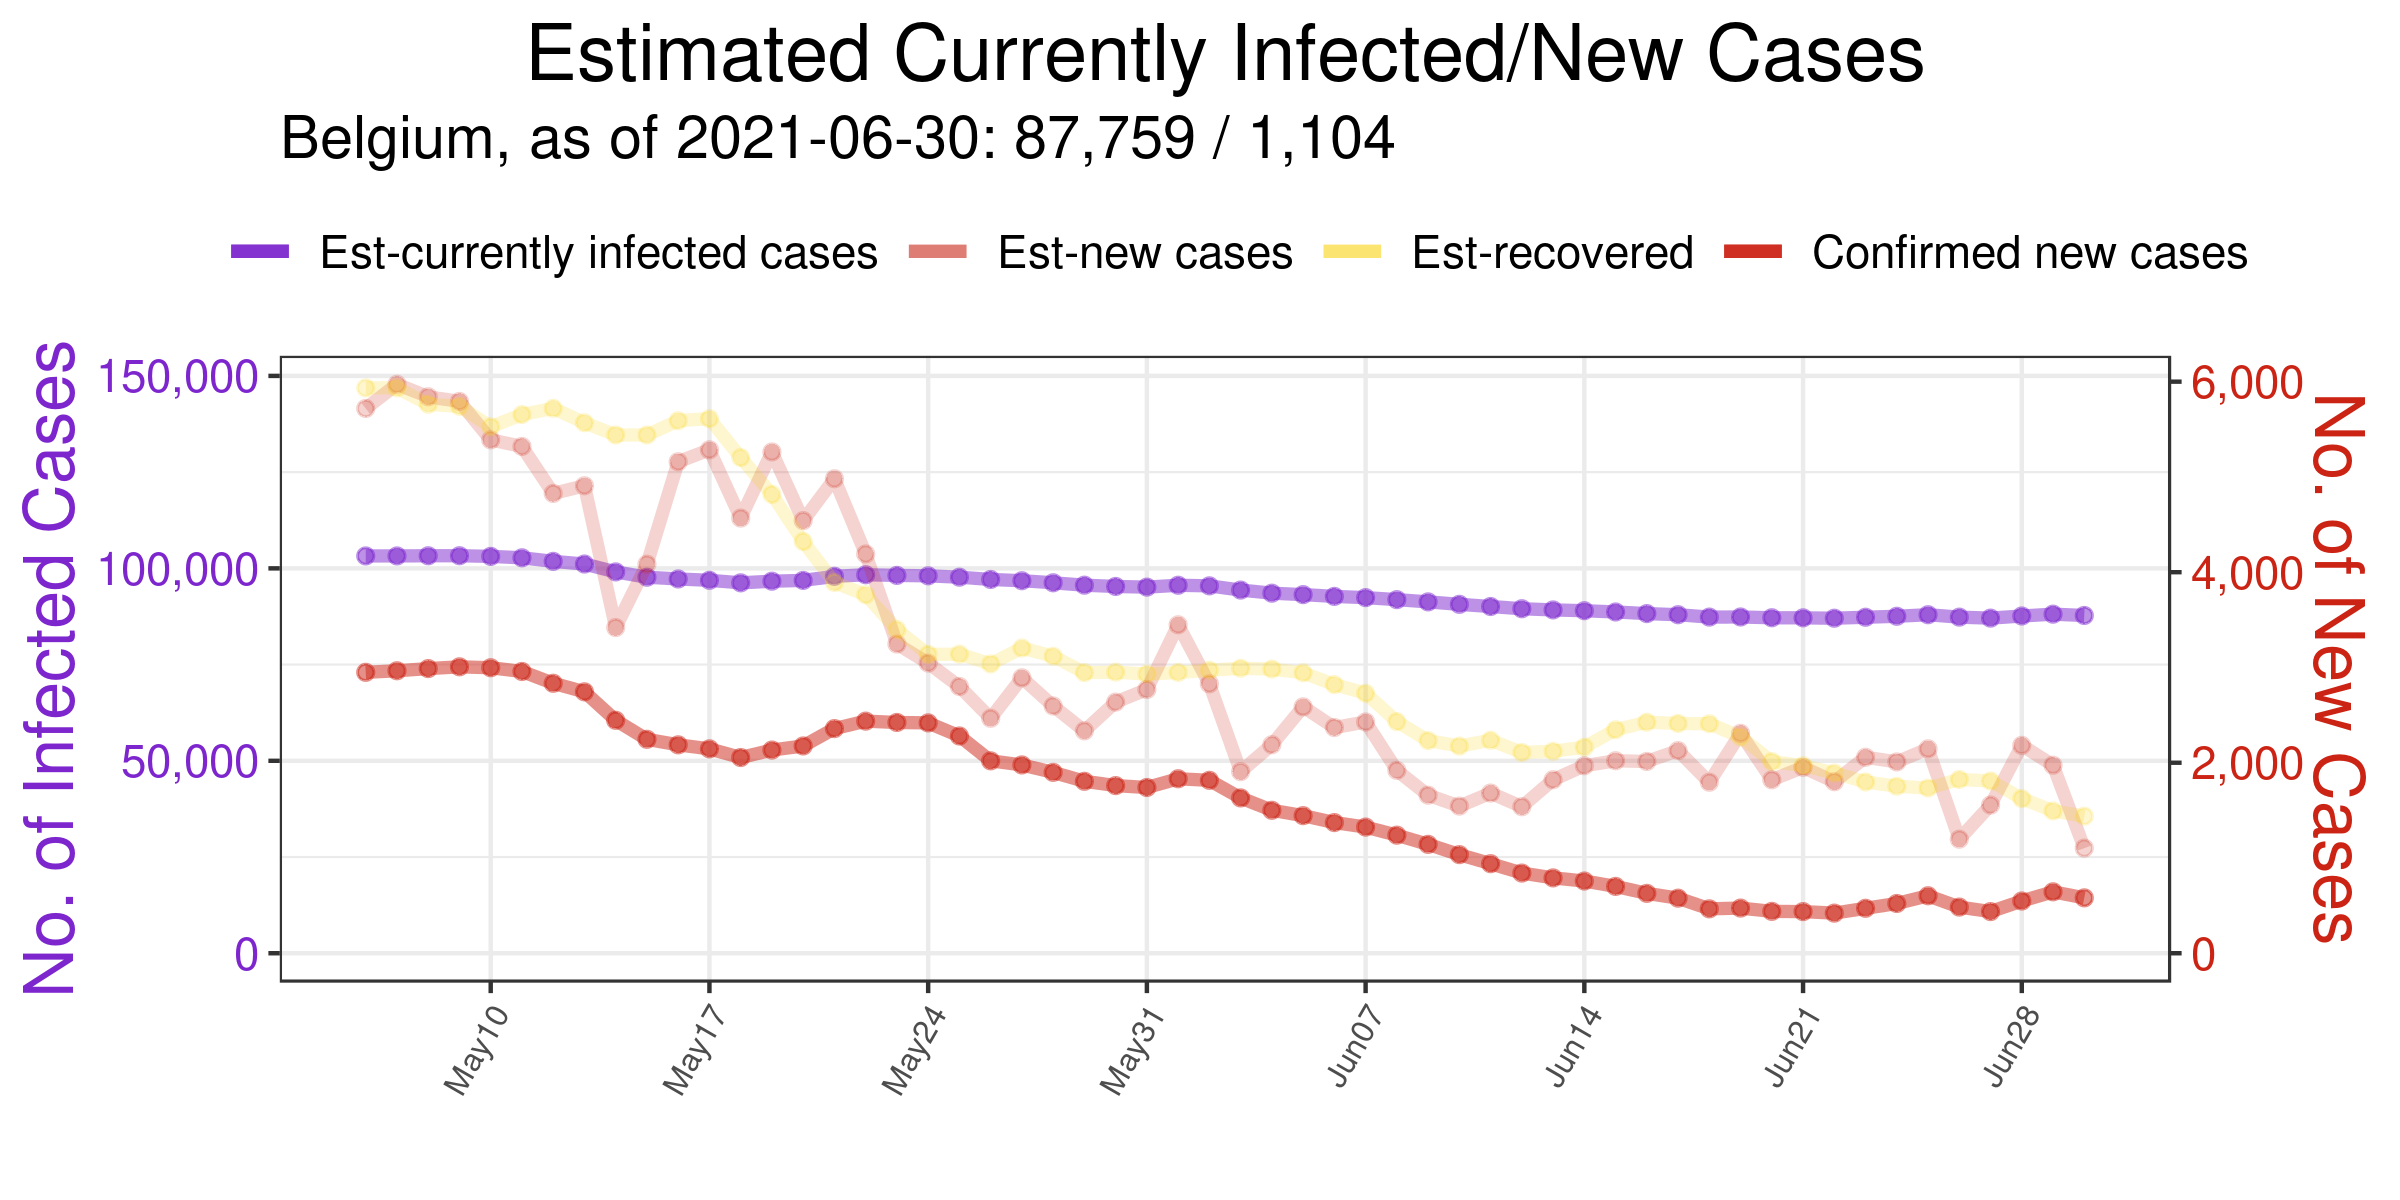 Estimated Currently Infected/New Cases
Belgium, as of 2021-06-30: 87,759 / 1,104
Est-currently infected cases Est-new cases Est-recovered Confirmed new cases
No. of Infected Cases
150,000
100,000
50,000
0
6,000
4,000
2,000
0
No. of New Cases
May10 May17 May24 May31 Jun07 Jun14 Jun21 Jun28